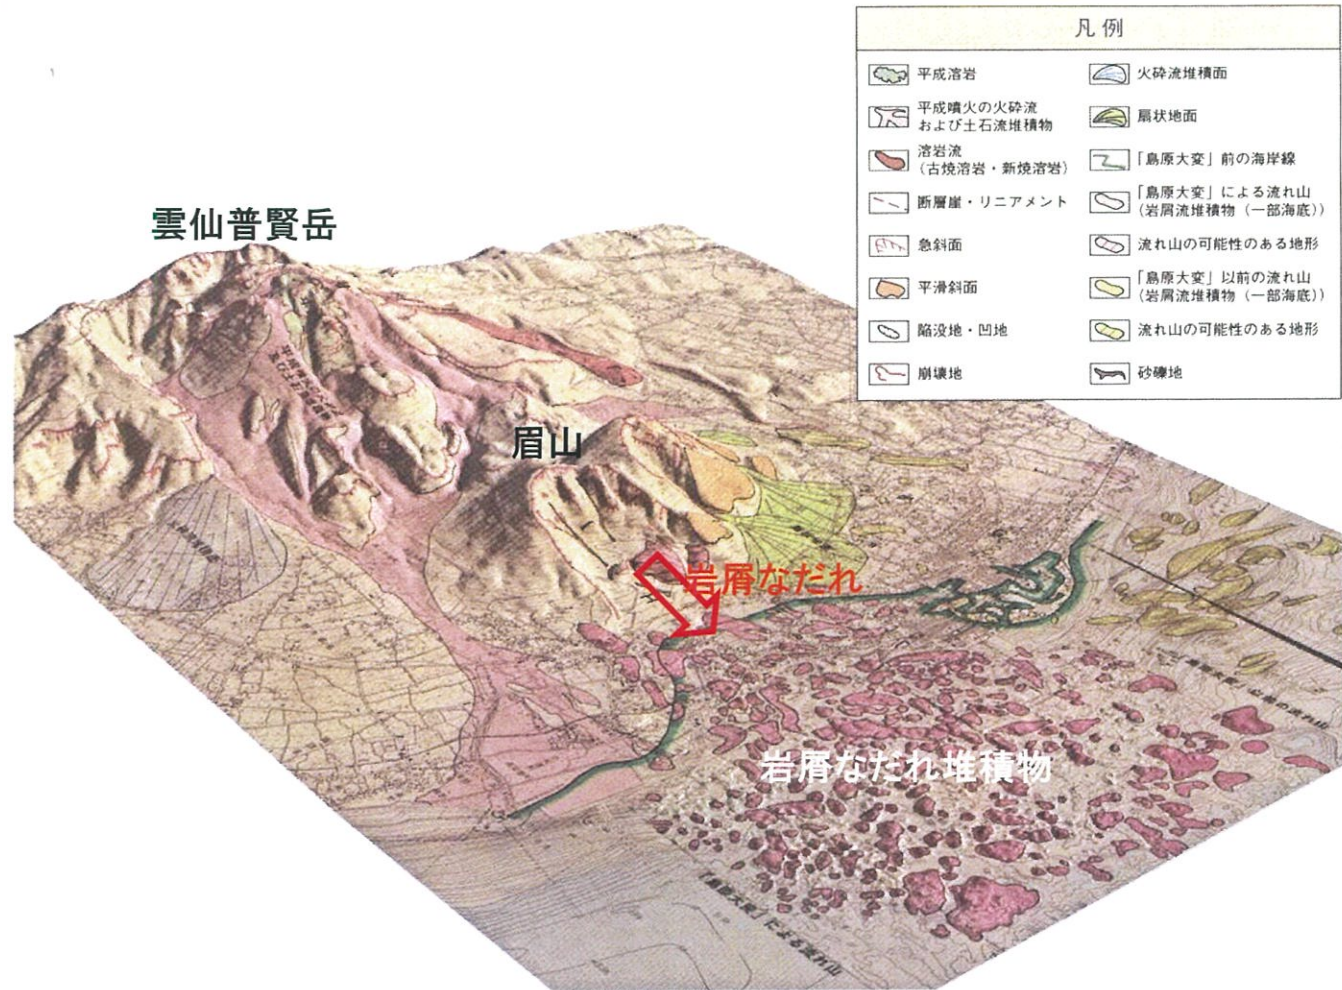 凡例
平成溶岩
平成噴火の火砕流
および土石流堆積物
溶岩流
（古焼溶岩・新焼溶岩）
断層崖・リニアメント
急斜面
平滑斜面
陥没地・凹地
崩壊地
火砕流堆積面
扇状地面
「島原大変」前の海岸線
「島原大変」による流れ山
（岩屑流堆積物（一部海底））
流れ山の可能性のある地形
「島原大変」以前の流れ山
（岩屑流堆積物（一部海底））
流れ山の可能性のある地形
砂礫地
雲仙普賢岳
眉山
岩屑なだれ
岩屑なだれ堆積物
「島原大変」による流れ山